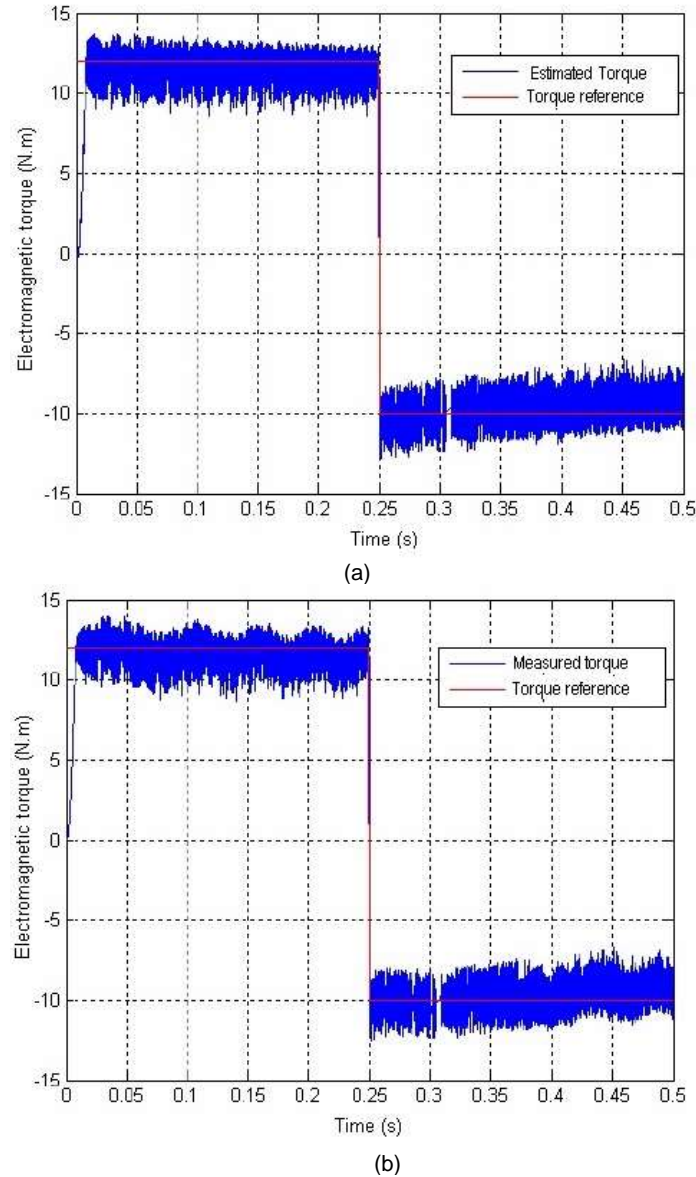 15
10
5
0
-5
-10
-15
Electromagnetic torque (N.m)
Estimated Torque
Torque reference
0 0.05 0.1 0.15 0.2 0.25 0.3 0.35 0.4 0.45 0.5
Time (s)
(a)
15
10
5
0
-5
-10
-15
Electromagnetic torque (N.m)
Measured torque
Torque reference
0 0.05 0.1 0.15 0.2 0.25 0.3 0.35 0.4 0.45 0.5
Time (s)
(b)